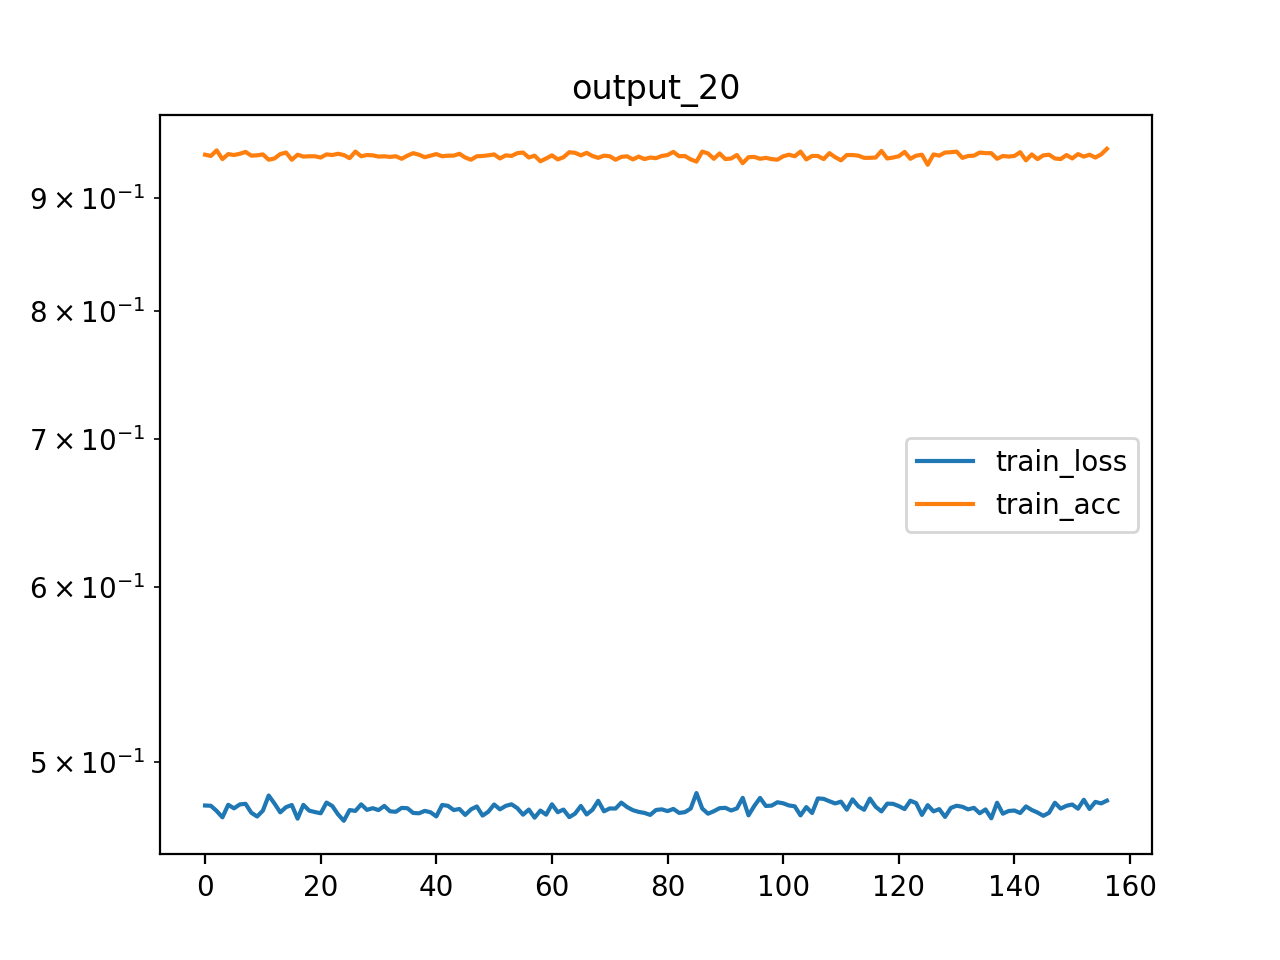 output_20
9 × 10⁻¹
8 × 10⁻¹
7 × 10⁻¹
6 × 10⁻¹
5 × 10⁻¹
train_loss
train_acc
0 20 40 60 80 100 120 140 160